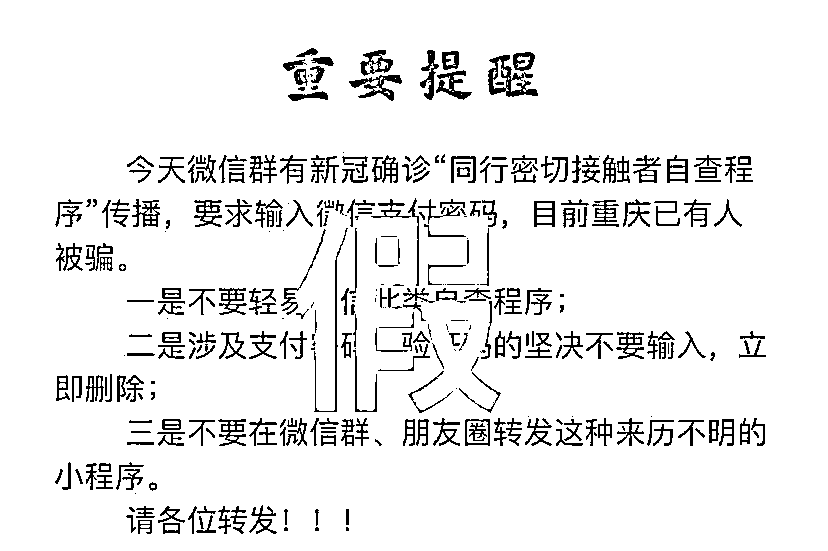 重要提醒
今天微信群有新冠确诊“同行密切接触者自查程
序”传播，要求输入微信支付密码，目前重庆已有人
被骗。
一是不要轻易 信此类自查程序；
二是涉及支付密码 验证码的坚决不要输入，立
即删除；
三是不要在微信群、朋友圈转发这种来历不明的
小程序。
请各位转发！！！
假